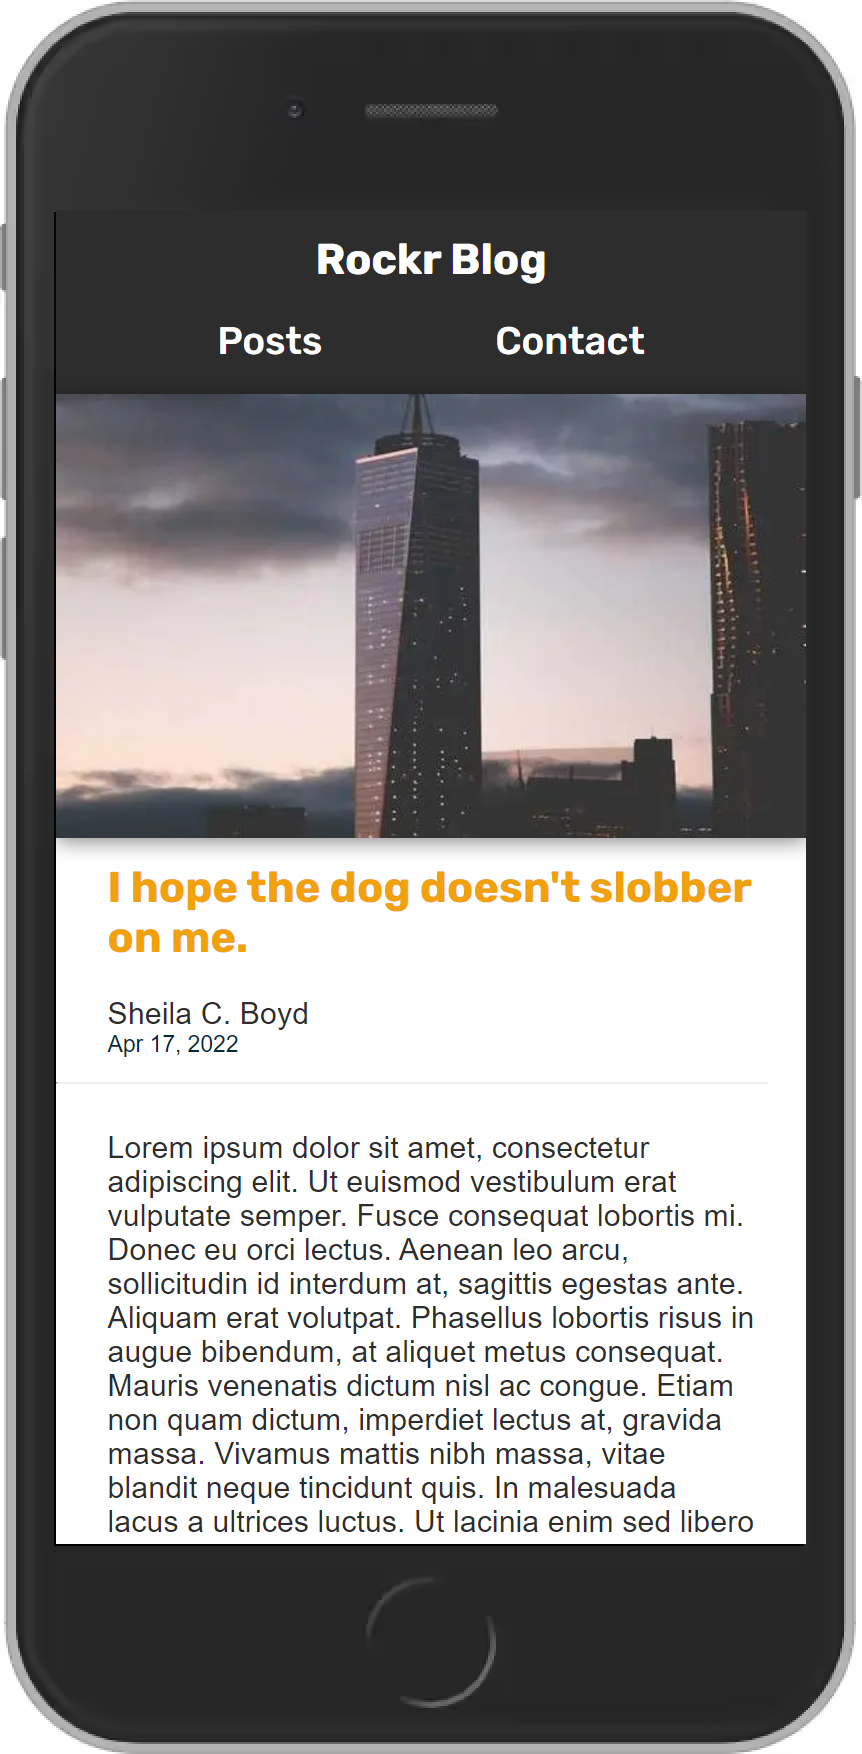 Rockr Blog
Posts Contact
I hope the dog doesn't slobber
on me.
Sheila C. Boyd
Apr 17, 2022
Lorem ipsum dolor sit amet, consectetur
adipiscing elit. Ut euismod vestibulum erat
vulputate semper. Fusce consequat lobortis mi.
Donec eu orci lectus. Aenean leo arcu,
sollicitudin id interdum at, sagittis egestas ante.
Aliquam erat volutpat. Phasellus lobortis risus in
augue bibendum, at aliquet metus consequat.
Mauris venenatis dictum nisl ac congue. Etiam
non quam dictum, imperdiet lectus at, gravida
massa. Vivamus mattis nibh massa, vitae
blandit neque tincidunt quis. In malesuada
lacus a ultrices luctus. Ut lacinia enim sed libero